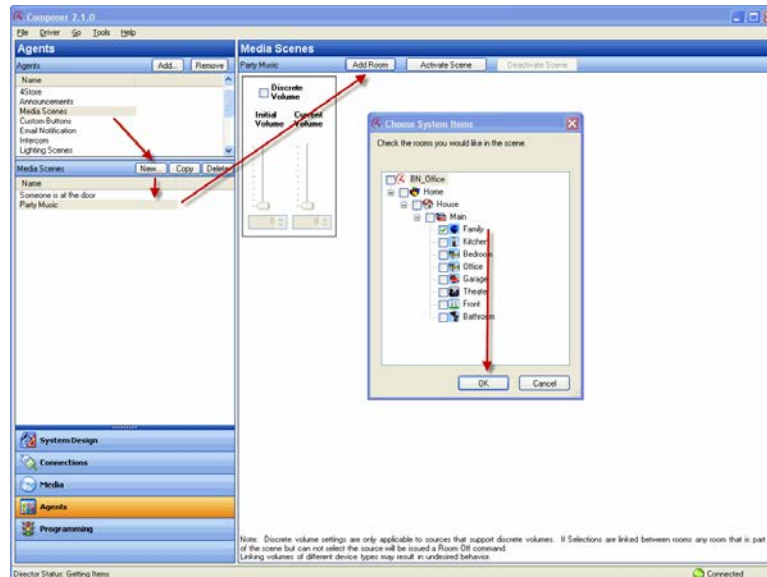 Composer 2.1.0
File Driver Go Tools Help
Agents
Agents Add... Remove
Name
4Store
Announcements
Media Scenes
Custom Buttons
Email Notification
Intercom
Lighting Scenes
Media Scenes New... Copy Delete
Name
Someone is at the door
Party Music
System Design
Connections
Media
Agents
Programming
Director Status: Getting Items
Media Scenes
Party Music Add Room Activate Scene Deactivate Scene
Discrete
Volume
Initial Current
Volume Volume
0 0
Choose System Items
Check the rooms you would like in the scene.
BN_Office
Home
House
Main
Family
Kitchen
Bedroom
Office
Garage
Theater
Front
Bathroom
OK Cancel
Note: Discrete volume settings are only applicable to sources that support discrete volumes. If Selections are linked between rooms any room that is part
of the scene but can not select the source will be issued a Room Off command.
Linking volumes of different device types may result in undesired behavior.
Connected